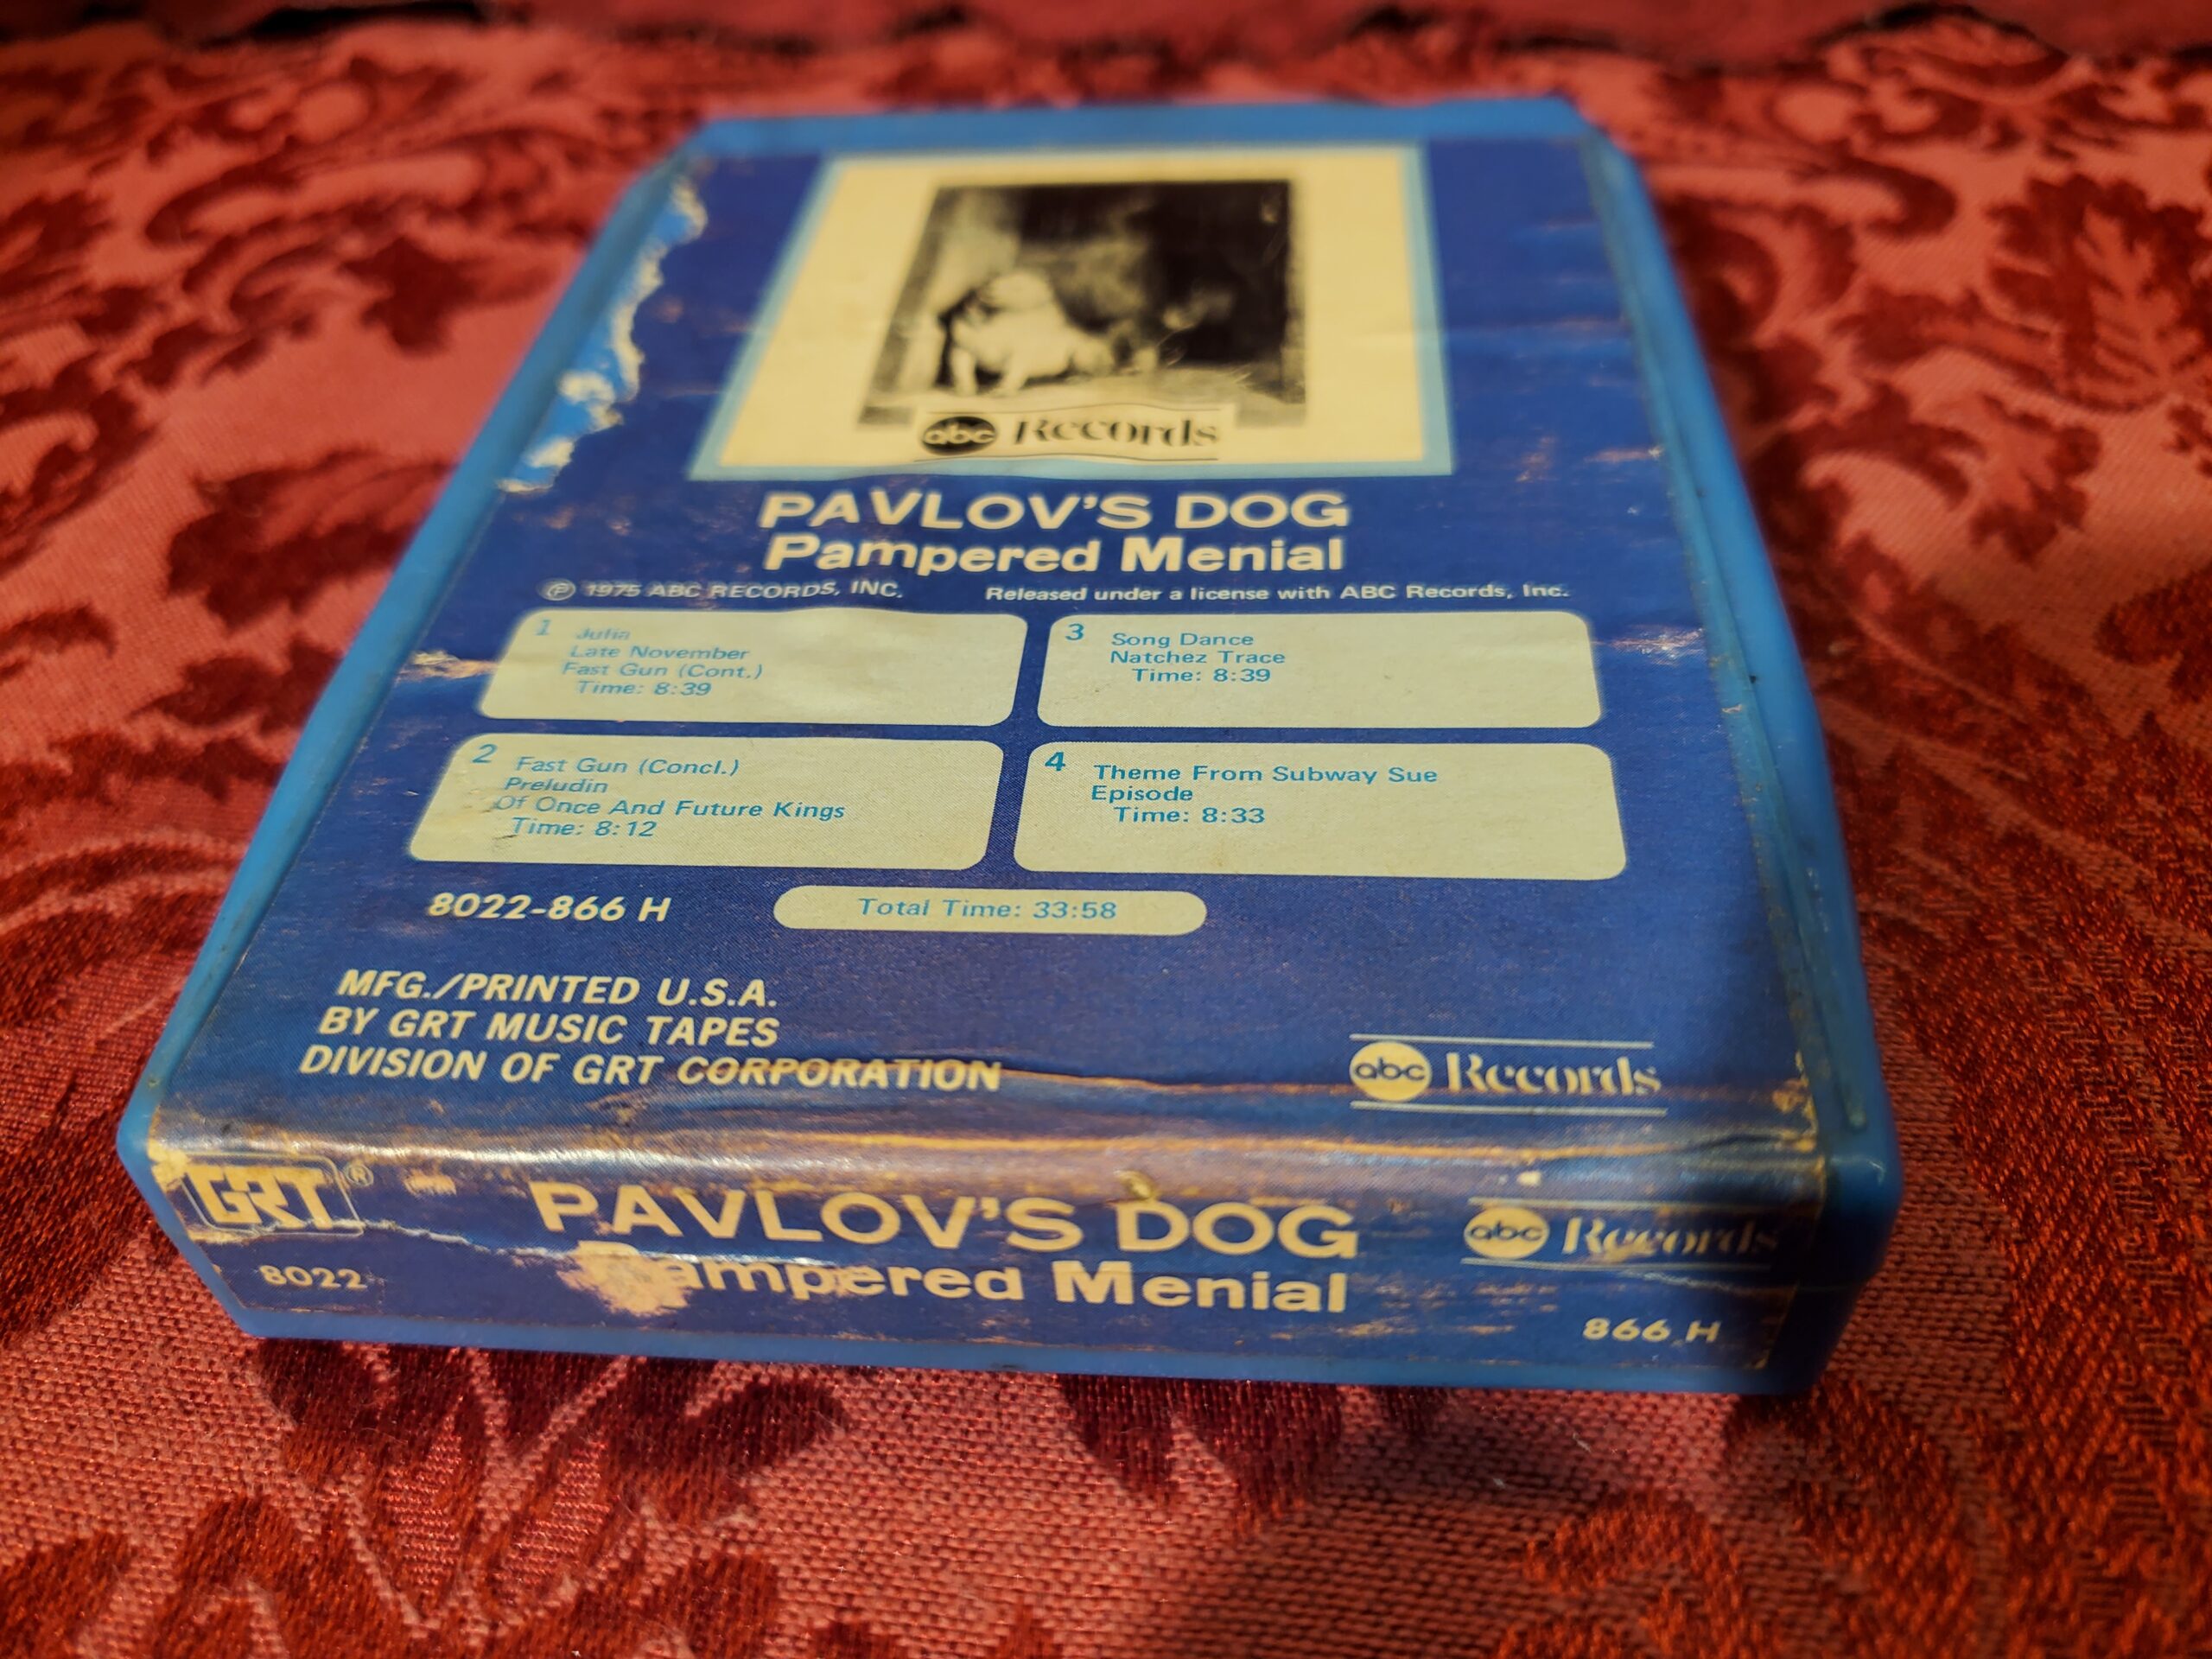 abc Records
PAVLOV'S DOG
Pampered Menial
Ⓟ 1975 ABC RECORDS, INC. Released under a license with ABC Records, Inc.
1 Julia
Late November
Fast Gun (Cont.)
Time: 8:39
2 Fast Gun (Concl.)
Preludin
Of Once And Future Kings
Time: 8:12
3 Song Dance
Natchez Trace
Time: 8:39
4 Theme From Subway Sue
Episode
Time: 8:33
8022-866 H
Total Time: 33:58
MFG./PRINTED U.S.A.
BY GRT MUSIC TAPES
DIVISION OF GRT CORPORATION
abc Records
GRT®
8022
PAVLOV'S DOG
Pampered Menial
abc Records
866 H